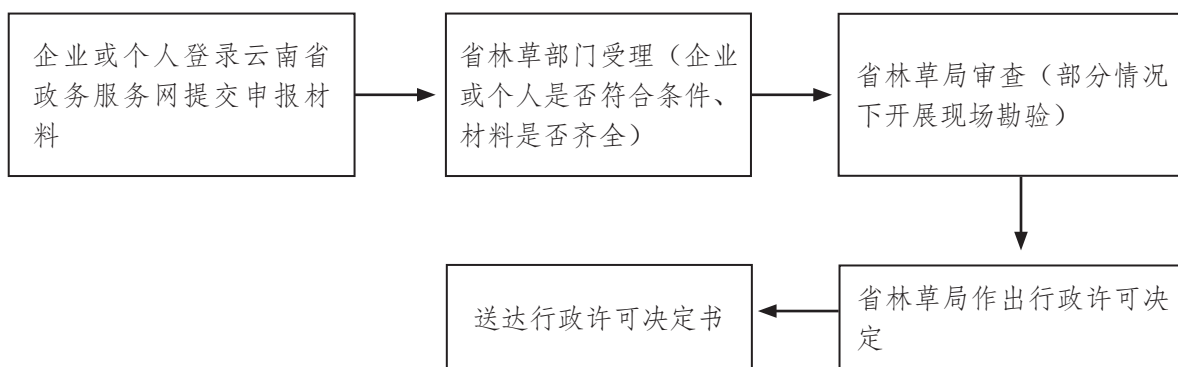 企业或个人登录云南省
政务服务网提交申报材
料
省林草部门受理（企业
或个人是否符合条件、
材料是否齐全）
省林草局审查（部分情况
下开展现场勘验）
省林草局作出行政许可决
定
送达行政许可决定书